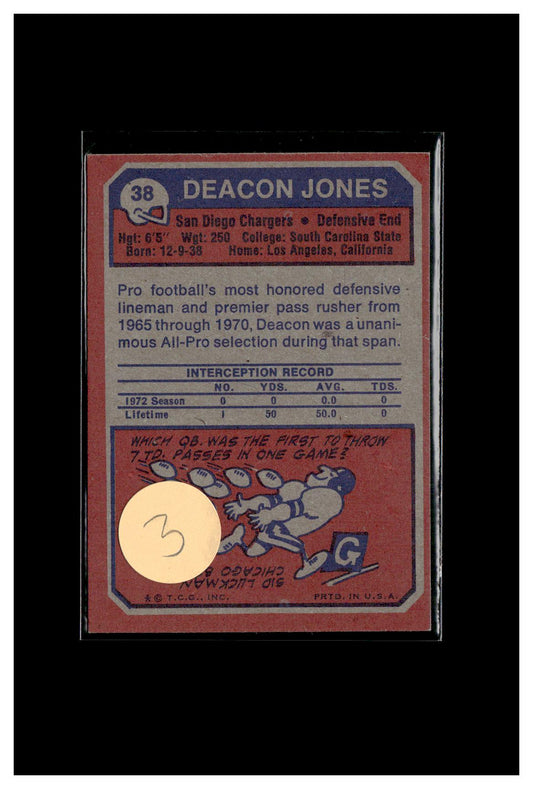 38 DEACON JONES
San Diego Chargers • Defensive End
Hgt: 6'5" Wgt: 250 College: South Carolina State
Born: 12-9-38 Home: Los Angeles, California
Pro football's most honored defensive
lineman and premier pass rusher from
1965 through 1970, Deacon was a unani-
mous All-Pro selection during that span.
INTERCEPTION RECORD
NO. YDS. AVG. TDS.
1972 Season 0 0 0.0 0
Lifetime 1 50 50.0 0
WHICH QB. WAS THE FIRST TO THROW
7 TD. PASSES IN ONE GAME?
3
G
SID LUCKMAN
CHICAGO
* © T.C.G., INC. PRTD. IN U.S.A.